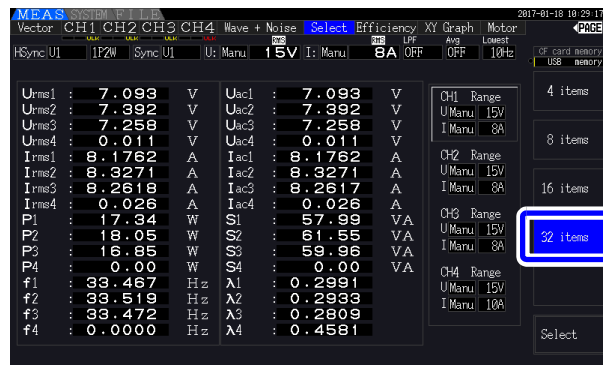 MEAS SYSTEM FILE 2017-01-18 10:29:17
Vector CH1 CH2 CH3 CH4 Wave + Noise Select Efficiency XY Graph Motor PAGE
ULK ULK ULK ULK RMS RMS LPF Avg Lowest
HSync U1 1P2W Sync U1 U: Manu 15V I: Manu 8A OFF OFF 10Hz CF card memory
USB memory
Urms1 : 7.093 V Uac1 : 7.093 V
Urms2 : 7.392 V Uac2 : 7.392 V
Urms3 : 7.258 V Uac3 : 7.258 V
Urms4 : 0.011 V Uac4 : 0.011 V
Irms1 : 8.1762 A Iac1 : 8.1762 A
Irms2 : 8.3271 A Iac2 : 8.3271 A
Irms3 : 8.2618 A Iac3 : 8.2617 A
Irms4 : 0.026 A Iac4 : 0.026 A
P1 : 17.34 W S1 : 57.99 VA
P2 : 18.05 W S2 : 61.55 VA
P3 : 16.85 W S3 : 59.96 VA
P4 : 0.00 W S4 : 0.00 VA
f1 : 33.467 Hz λ1 : 0.2991
f2 : 33.519 Hz λ2 : 0.2933
f3 : 33.472 Hz λ3 : 0.2809
f4 : 0.0000 Hz λ4 : 0.4581
CH1 Range
U Manu 15V
I Manu 8A
CH2 Range
U Manu 15V
I Manu 8A
CH3 Range
U Manu 15V
I Manu 8A
CH4 Range
U Manu 15V
I Manu 10A
4 items
8 items
16 items
32 items
Select